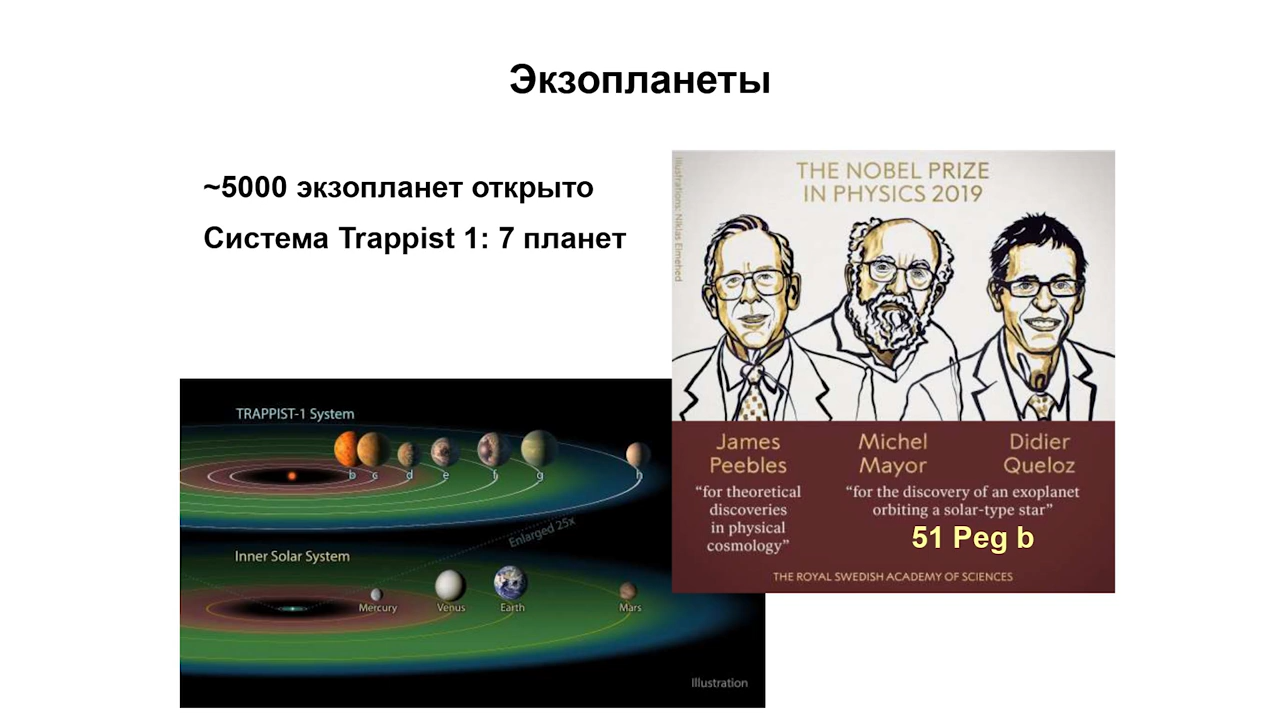 Экзопланеты
~5000 экзопланет открыто
Система Trappist 1: 7 планет
TRAPPIST-1 System
b c d e f g h
Enlarged 25x
Inner Solar System
Mercury Venus Earth Mars
Illustration
Illustrations: Niklas Elmehed
THE NOBEL PRIZE
IN PHYSICS 2019
James
Peebles
“for theoretical
discoveries
in physical
cosmology”
Michel
Mayor
Didier
Queloz
“for the discovery of an exoplanet
orbiting a solar-type star”
51 Peg b
THE ROYAL SWEDISH ACADEMY OF SCIENCES